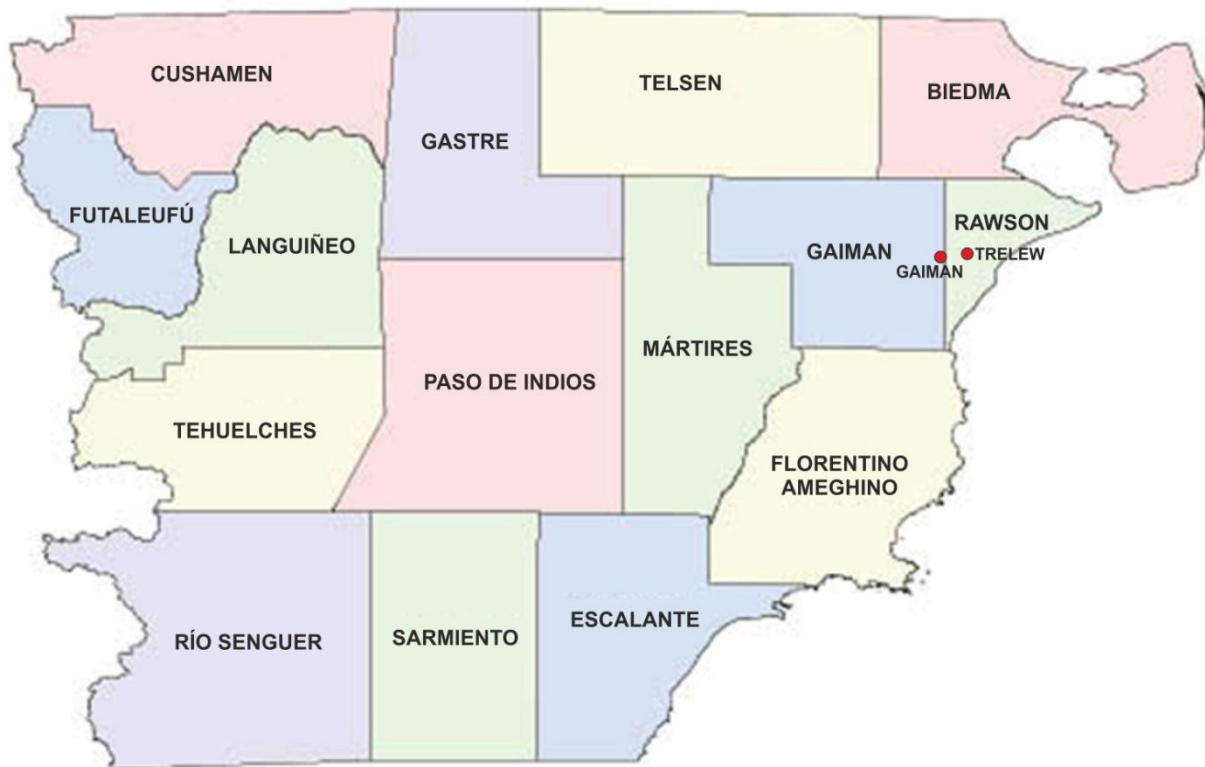 CUSHAMEN
TELSEN
BIEDMA
GASTRE
FUTALEUFÚ
LANGUIÑEO
RAWSON
GAIMAN
TRELEW
GAIMAN
MÁRTIRES
PASO DE INDIOS
TEHUELCHES
FLORENTINO
AMEGHINO
ESCALANTE
SARMIENTO
RÍO SENGUER